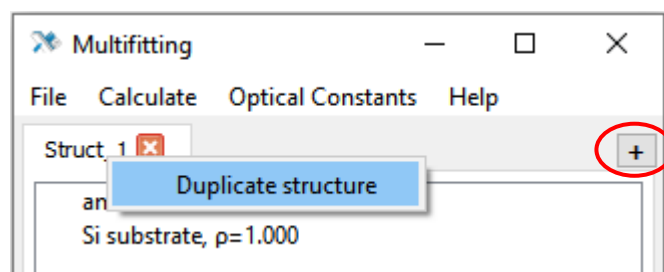 Multifitting
File Calculate Optical Constants Help
Struct_1 +
Duplicate structure
Si substrate, ρ=1.000